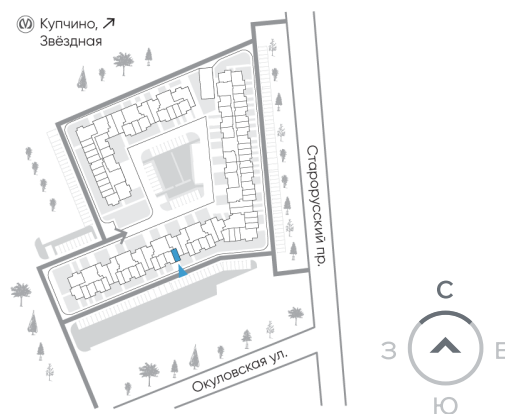 Купчино, ↗
Звёздная
Старорусский пр.
Окуловская ул.
С
З
В
Ю